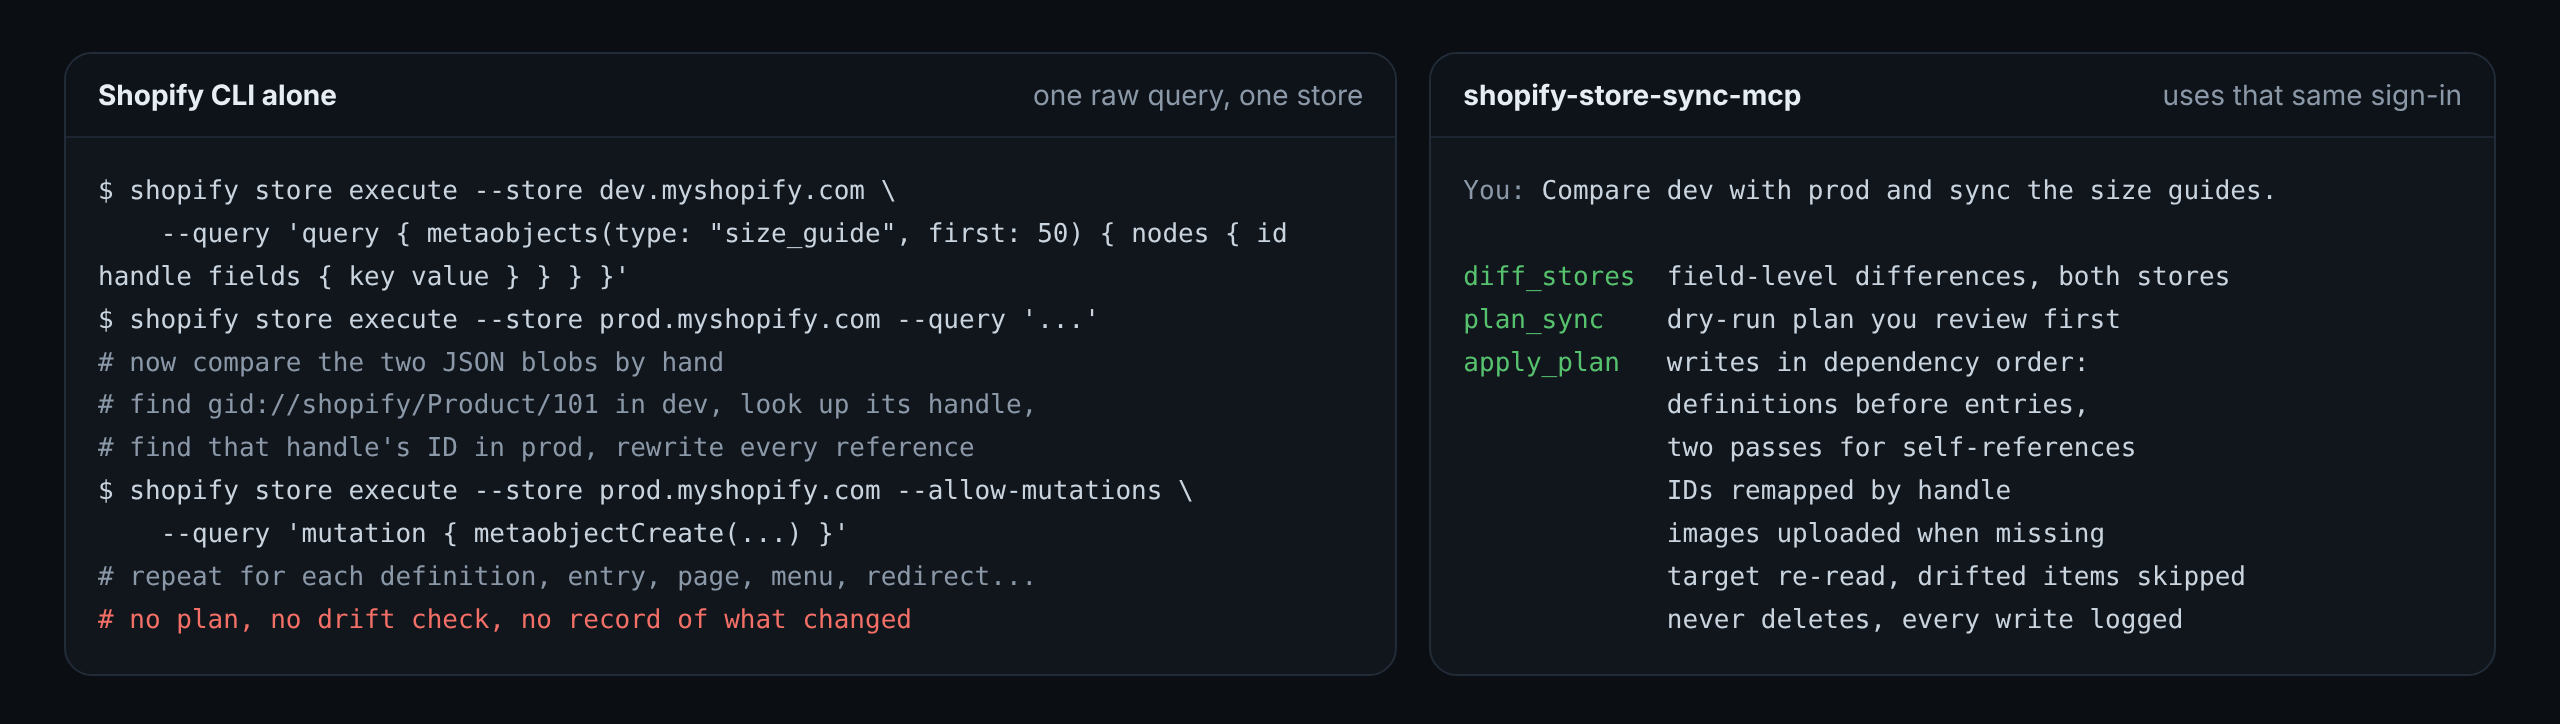 Shopify CLI alone
one raw query, one store
$ shopify store execute --store dev.myshopify.com \
    --query 'query { metaobjects(type: "size_guide", first: 50) { nodes { id
handle fields { key value } } } }'
$ shopify store execute --store prod.myshopify.com --query '...'
# now compare the two JSON blobs by hand
# find gid://shopify/Product/101 in dev, look up its handle,
# find that handle's ID in prod, rewrite every reference
$ shopify store execute --store prod.myshopify.com --allow-mutations \
    --query 'mutation { metaobjectCreate(...) }'
# repeat for each definition, entry, page, menu, redirect...
# no plan, no drift check, no record of what changed
shopify-store-sync-mcp
uses that same sign-in
You: Compare dev with prod and sync the size guides.
diff_stores  field-level differences, both stores
plan_sync    dry-run plan you review first
apply_plan   writes in dependency order:
             definitions before entries,
             two passes for self-references
             IDs remapped by handle
             images uploaded when missing
             target re-read, drifted items skipped
             never deletes, every write logged